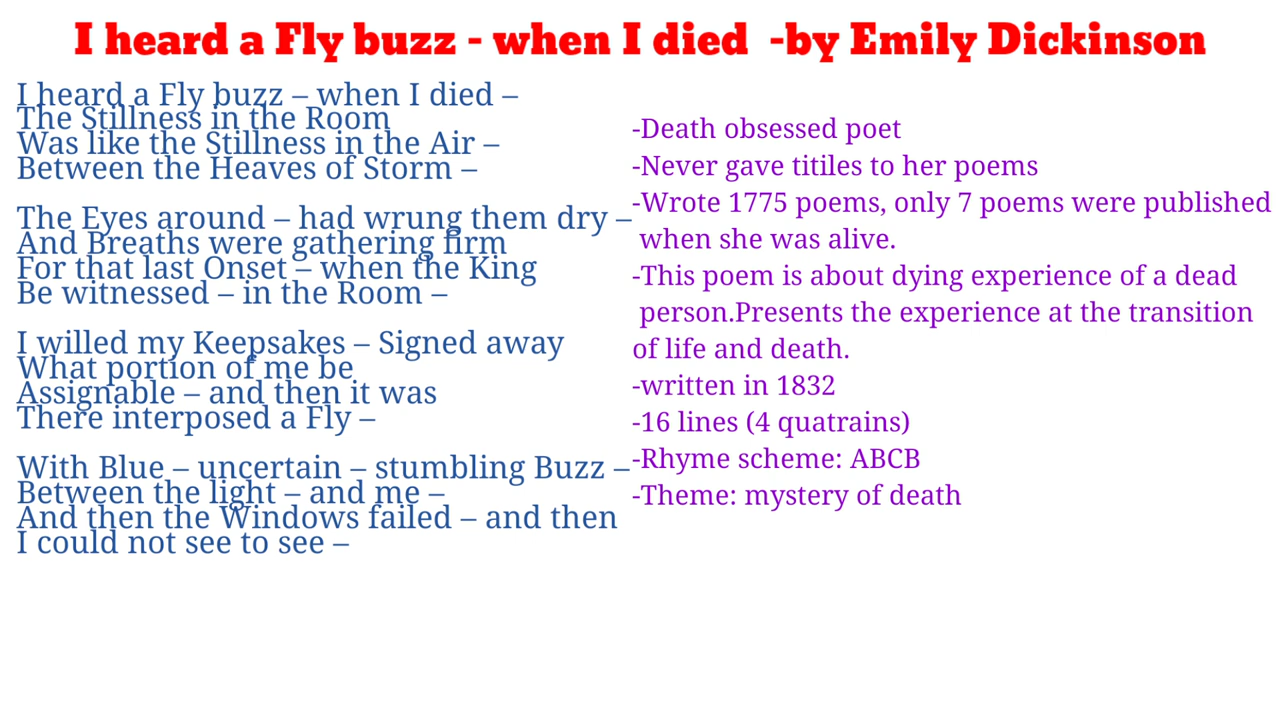 I heard a Fly buzz - when I died -by Emily Dickinson
I heard a Fly buzz – when I died –
The Stillness in the Room
Was like the Stillness in the Air –
Between the Heaves of Storm –
The Eyes around – had wrung them dry –
And Breaths were gathering firm
For that last Onset – when the King
Be witnessed – in the Room –
I willed my Keepsakes – Signed away
What portion of me be
Assignable – and then it was
There interposed a Fly –
With Blue – uncertain – stumbling Buzz –
Between the light – and me –
And then the Windows failed – and then
I could not see to see –
-Death obsessed poet
-Never gave titiles to her poems
-Wrote 1775 poems, only 7 poems were published
when she was alive.
-This poem is about dying experience of a dead
person.Presents the experience at the transition
of life and death.
-written in 1832
-16 lines (4 quatrains)
-Rhyme scheme: ABCB
-Theme: mystery of death